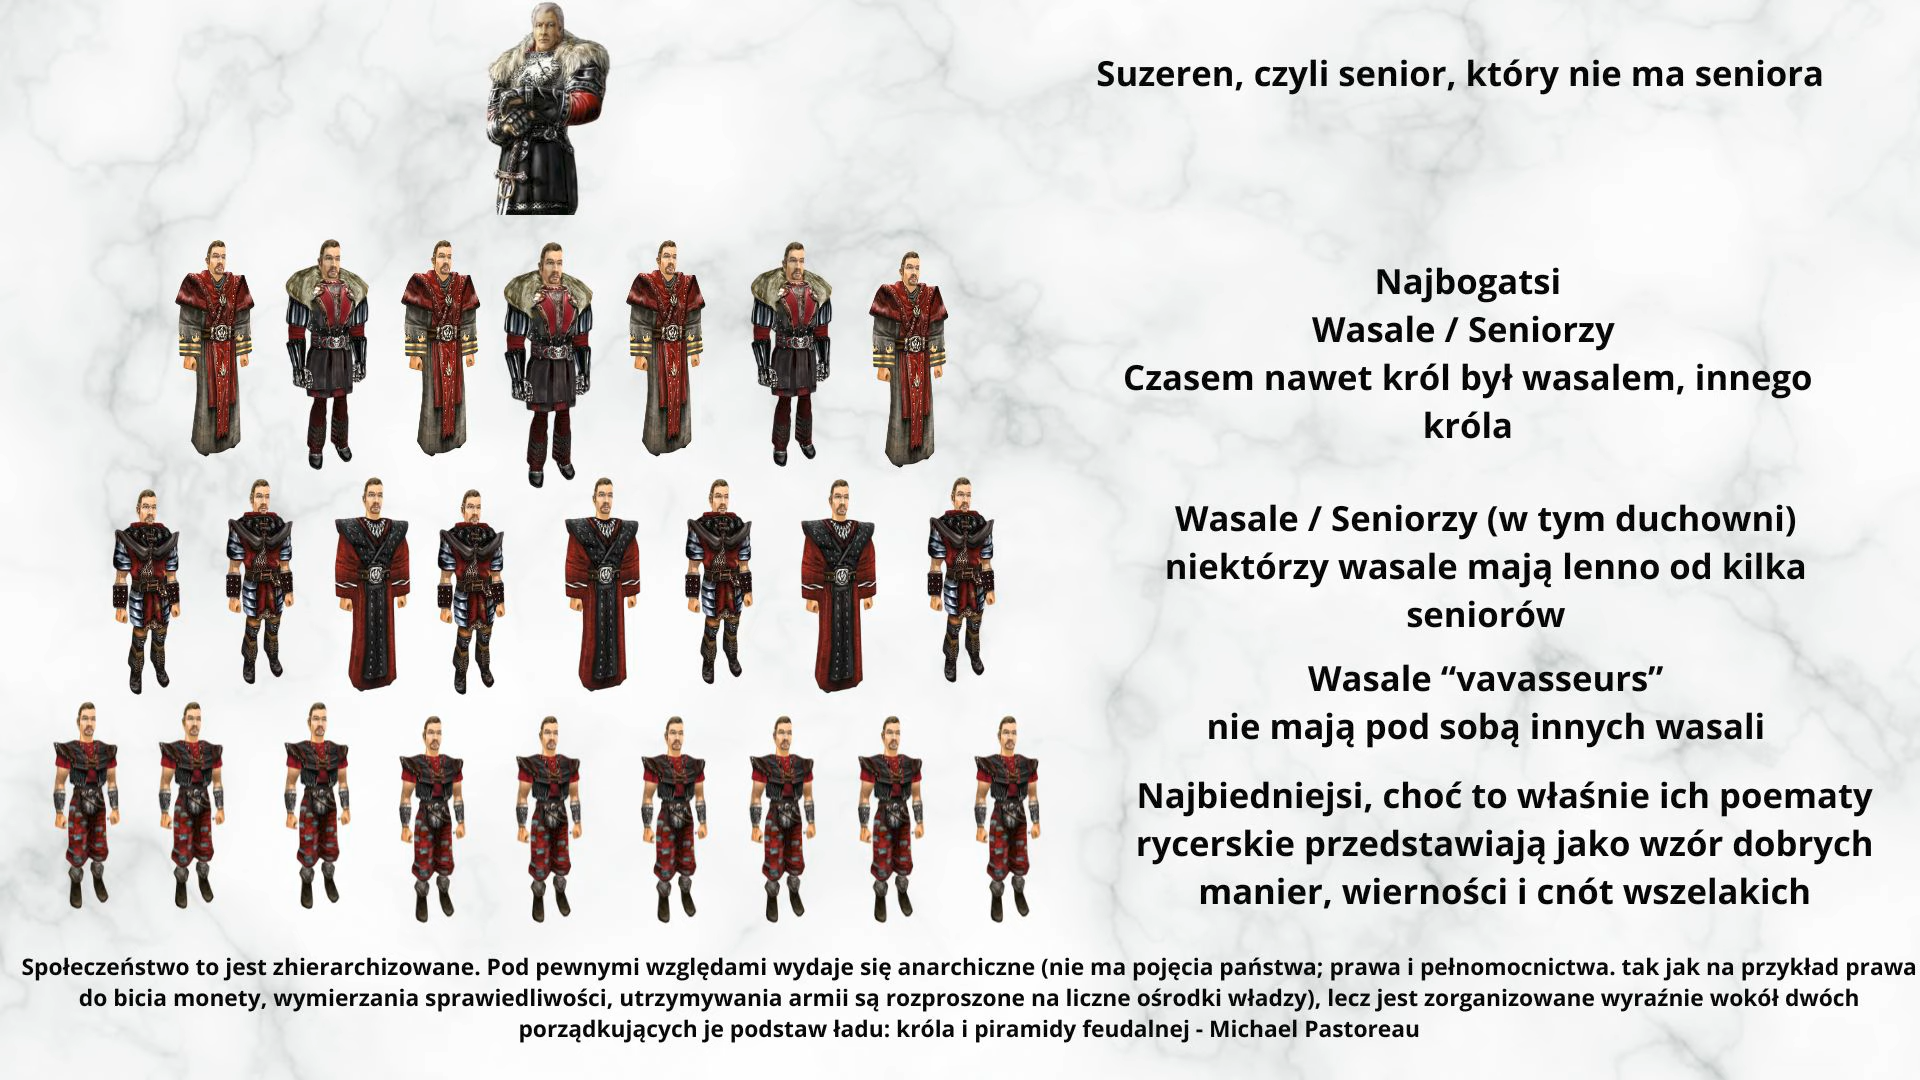 Suzeren, czyli senior, który nie ma seniora
Najbogatsi
Wasale / Seniorzy
Czasem nawet król był wasalem, innego
króla
Wasale / Seniorzy (w tym duchowni)
niektórzy wasale mają lenno od kilka
seniorów
Wasale “vavasseurs”
nie mają pod sobą innych wasali
Najbiedniejsi, choć to właśnie ich poematy
rycerskie przedstawiają jako wzór dobrych
manier, wierności i cnót wszelakich
Społeczeństwo to jest zhierarchizowane. Pod pewnymi względami wydaje się anarchiczne (nie ma pojęcia państwa; prawa i pełnomocnictwa. tak jak na przykład prawa
do bicia monety, wymierzania sprawiedliwości, utrzymywania armii są rozproszone na liczne ośrodki władzy), lecz jest zorganizowane wyraźnie wokół dwóch
porządkujących je podstaw ładu: króla i piramidy feudalnej - Michael Pastoreau